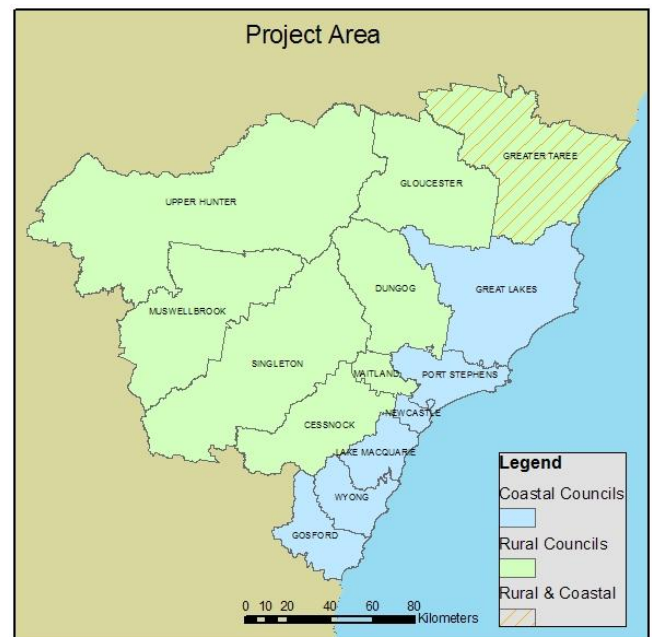 Project Area
GREATER TAREE
GLOUCESTER
UPPER HUNTER
DUNGOG
GREAT LAKES
MUSWELLBROOK
SINGLETON
MAITLAND
PORT STEPHENS
NEWCASTLE
CESSNOCK
LAKE MACQUARIE
WYONG
GOSFORD
Legend
Coastal Councils
Rural Councils
Rural & Coastal
0 10 20 40 60 80
Kilometers